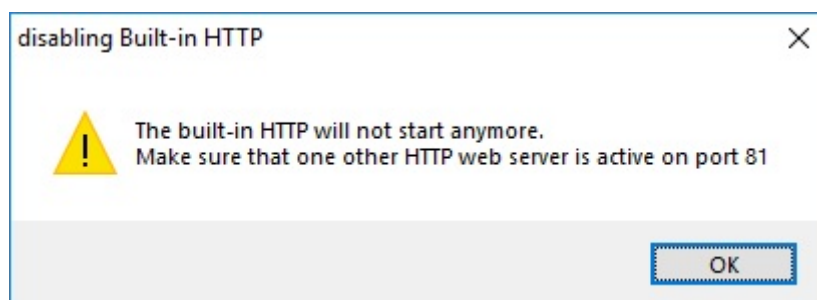 disabling Built-in HTTP
The built-in HTTP will not start anymore.
Make sure that one other HTTP web server is active on port 81
OK